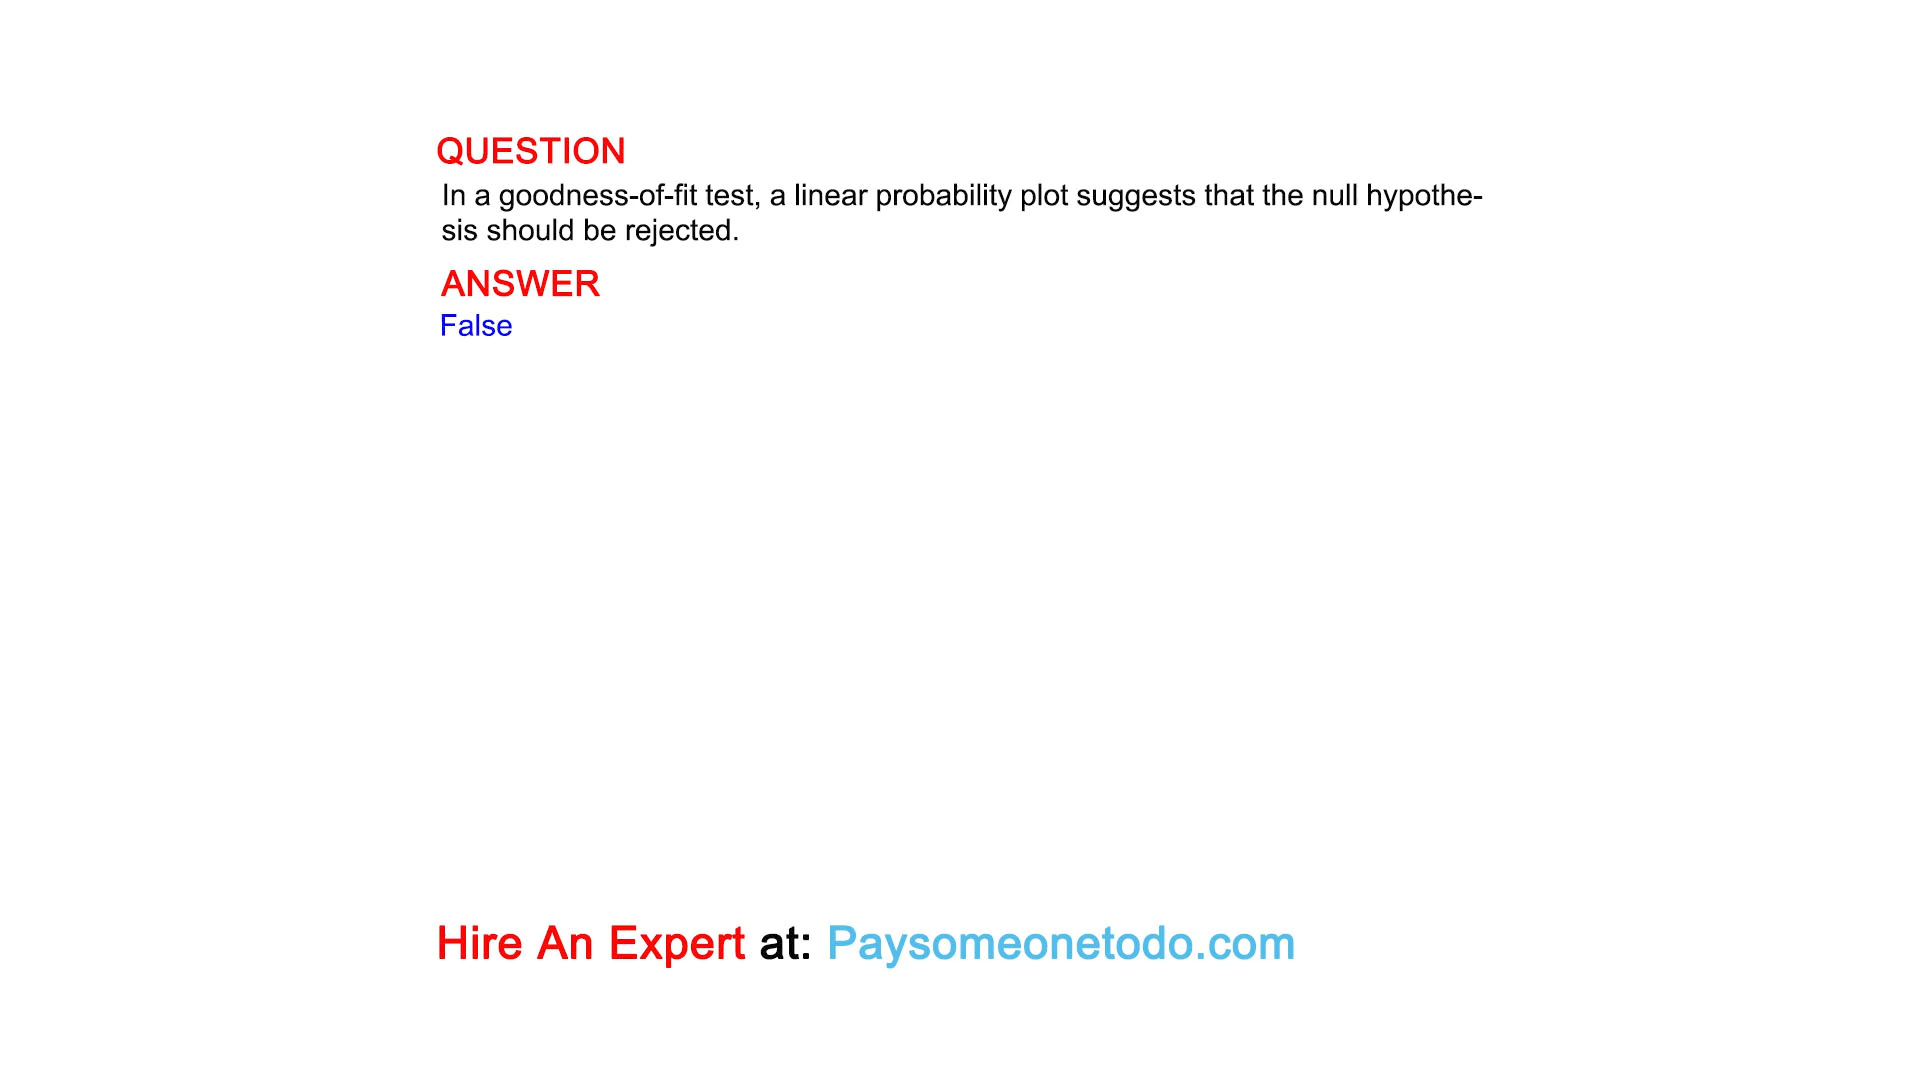 QUESTION
In a goodness-of-fit test, a linear probability plot suggests that the null hypothe-
sis should be rejected.
ANSWER
False
Hire An Expert at: Paysomeonetodo.com